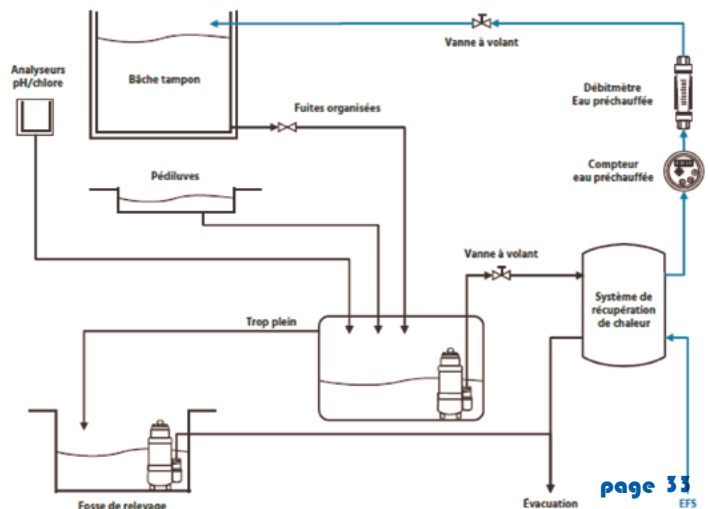 Vanne à volant
Analyseurs
pH/chlore
Bâche tampon
Débitmètre
Eau préchauffée
Fuites organisées
Pédiluves
Compteur
eau préchauffée
Vanne à volant
Système de
récupération
de chaleur
Trop plein
Fosse de relevage
Évacuation
page 33
EFS